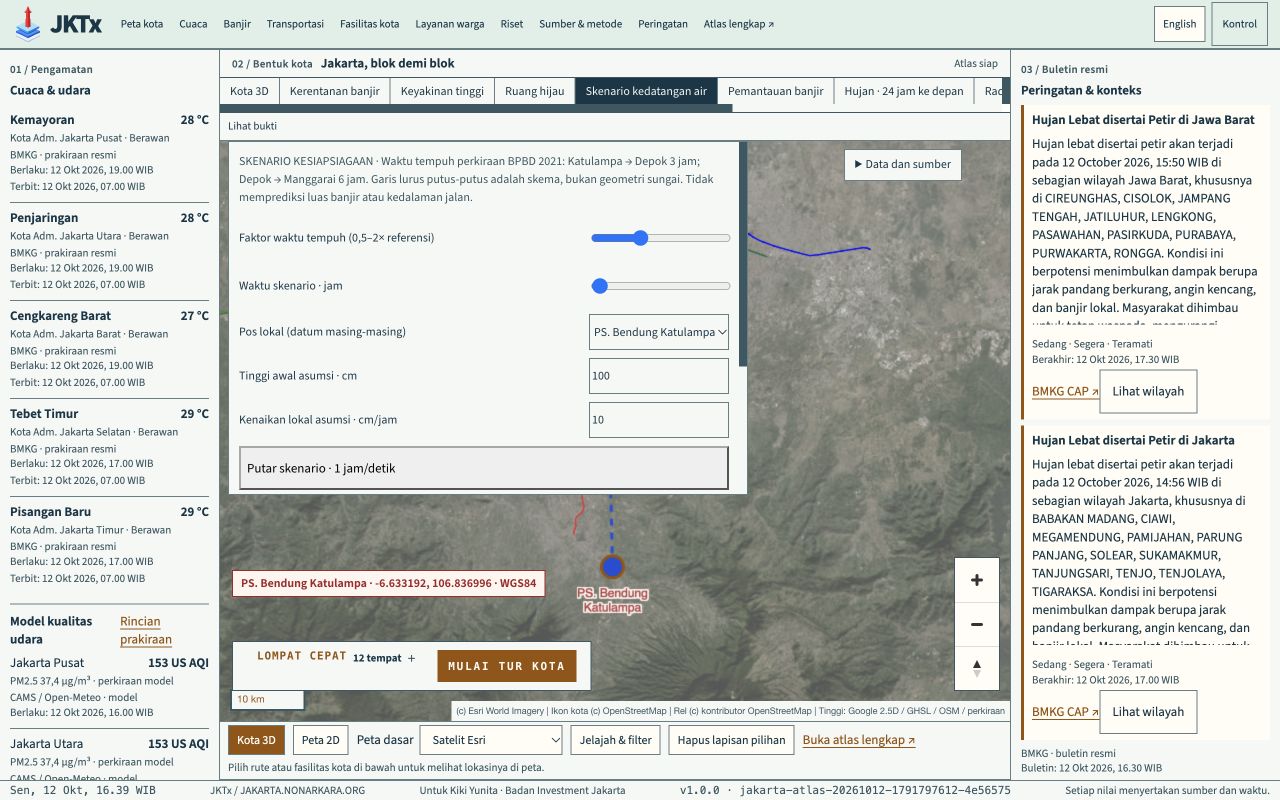 JKTx
Peta kota
Cuaca
Banjir
Transportasi
Fasilitas kota
Layanan warga
Riset
Sumber & metode
Peringatan
Atlas lengkap ↗
English
Kontrol
01 / Pengamatan
Cuaca & udara
Kemayoran 28 °C
Kota Adm. Jakarta Pusat · Berawan
BMKG · prakiraan resmi
Berlaku: 12 Okt 2026, 19.00 WIB
Terbit: 12 Okt 2026, 07.00 WIB
Penjaringan 28 °C
Kota Adm. Jakarta Utara · Berawan
BMKG · prakiraan resmi
Berlaku: 12 Okt 2026, 19.00 WIB
Terbit: 12 Okt 2026, 07.00 WIB
Cengkareng Barat 27 °C
Kota Adm. Jakarta Barat · Berawan
BMKG · prakiraan resmi
Berlaku: 12 Okt 2026, 19.00 WIB
Terbit: 12 Okt 2026, 07.00 WIB
Tebet Timur 29 °C
Kota Adm. Jakarta Selatan · Berawan
BMKG · prakiraan resmi
Berlaku: 12 Okt 2026, 17.00 WIB
Terbit: 12 Okt 2026, 07.00 WIB
Pisangan Baru 29 °C
Kota Adm. Jakarta Timur · Berawan
BMKG · prakiraan resmi
Berlaku: 12 Okt 2026, 17.00 WIB
Terbit: 12 Okt 2026, 07.00 WIB
Model kualitas udara
Rincian prakiraan
Jakarta Pusat 153 US AQI
PM2.5 37,4 µg/m³ · perkiraan model
CAMS / Open-Meteo · model
Berlaku: 12 Okt 2026, 16.00 WIB
Jakarta Utara 153 US AQI
PM2.5 37,4 µg/m³ · perkiraan model
CAMS / Open-Meteo · model
02 / Bentuk kota Jakarta, blok demi blok
Atlas siap
Kota 3D
Kerentanan banjir
Keyakinan tinggi
Ruang hijau
Skenario kedatangan air
Pemantauan banjir
Hujan · 24 jam ke depan
Lihat bukti
SKENARIO KESIAPSIAGAAN · Waktu tempuh perkiraan BPBD 2021: Katulampa → Depok 3 jam;
Depok → Manggarai 6 jam. Garis lurus putus-putus adalah skema, bukan geometri sungai. Tidak
memprediksi luas banjir atau kedalaman jalan.
Faktor waktu tempuh (0,5–2× referensi)
Waktu skenario · jam
Pos lokal (datum masing-masing)
PS. Bendung Katulampa
Tinggi awal asumsi · cm
100
Kenaikan lokal asumsi · cm/jam
10
Putar skenario · 1 jam/detik
▶ Data dan sumber
PS. Bendung Katulampa · -6.633192, 106.836996 · WGS84
PS. Bendung
Katulampa
LOMPAT CEPAT 12 tempat +
MULAI TUR KOTA
10 km
(c) Esri World Imagery | Ikon kota (c) OpenStreetMap | Rel (c) kontributor OpenStreetMap | Tinggi: Google 2.5D / GHSL / OSM / perkiraan
Kota 3D
Peta 2D
Peta dasar
Satelit Esri
Jelajah & filter
Hapus lapisan pilihan
Buka atlas lengkap ↗
Pilih rute atau fasilitas kota di bawah untuk melihat lokasinya di peta.
03 / Buletin resmi
Peringatan & konteks
Hujan Lebat disertai Petir di Jawa Barat
Hujan lebat disertai petir akan terjadi
pada 12 October 2026, 15:50 WIB di
sebagian wilayah Jawa Barat, khususnya
di CIREUNGHAS, CISOLOK, JAMPANG
TENGAH, JATILUHUR, LENGKONG,
PASAWAHAN, PASIRKUDA, PURABAYA,
PURWAKARTA, RONGGA. Kondisi ini
berpotensi menimbulkan dampak berupa
jarak pandang berkurang, angin kencang,
dan banjir lokal. Masyarakat dihimbau
Sedang · Segera · Teramati
Berakhir: 12 Okt 2026, 17.30 WIB
BMKG CAP ↗
Lihat wilayah
Hujan Lebat disertai Petir di Jakarta
Hujan lebat disertai petir akan terjadi
pada 12 October 2026, 14:56 WIB di
sebagian wilayah Jakarta, khususnya di
BABAKAN MADANG, CIAWI,
MEGAMENDUNG, PAMIJAHAN, PARUNG
PANJANG, SOLEAR, SUKAMAKMUR,
TANJUNGSARI, TENJO, TENJOLAYA,
TIGARAKSA. Kondisi ini berpotensi
menimbulkan dampak berupa jarak
pandang berkurang, angin kencang, dan
Sedang · Segera · Teramati
Berakhir: 12 Okt 2026, 17.00 WIB
BMKG CAP ↗
Lihat wilayah
BMKG · buletin resmi
Buletin: 12 Okt 2026, 16.30 WIB
Sen, 12 Okt, 16.39 WIB
JKTx / JAKARTA.NONARKARA.ORG
Untuk Kiki Yunita · Badan Investment Jakarta
v1.0.0 · jakarta-atlas-20261012-1791797612-4e56575
Setiap nilai menyertakan sumber dan waktu.